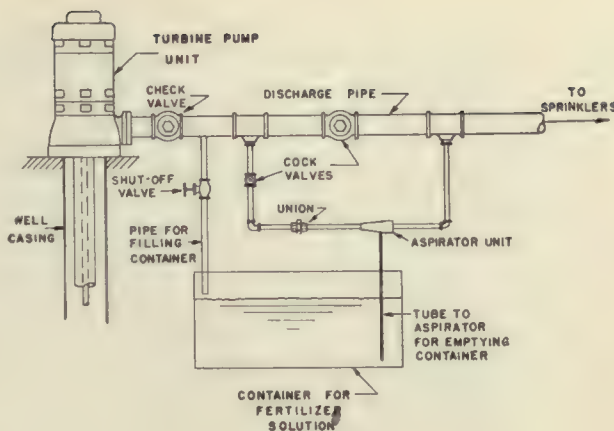 TURBINE PUMP
UNIT
CHECK
VALVE
DISCHARGE PIPE
TO
SPRINKLERS
SHUT-OFF
VALVE
COCK
VALVES
WELL
CASING
PIPE FOR
FILLING
CONTAINER
UNION
ASPIRATOR UNIT
TUBE TO
ASPIRATOR
FOR EMPTYING
CONTAINER
CONTAINER FOR
FERTILIZER
SOLUTION